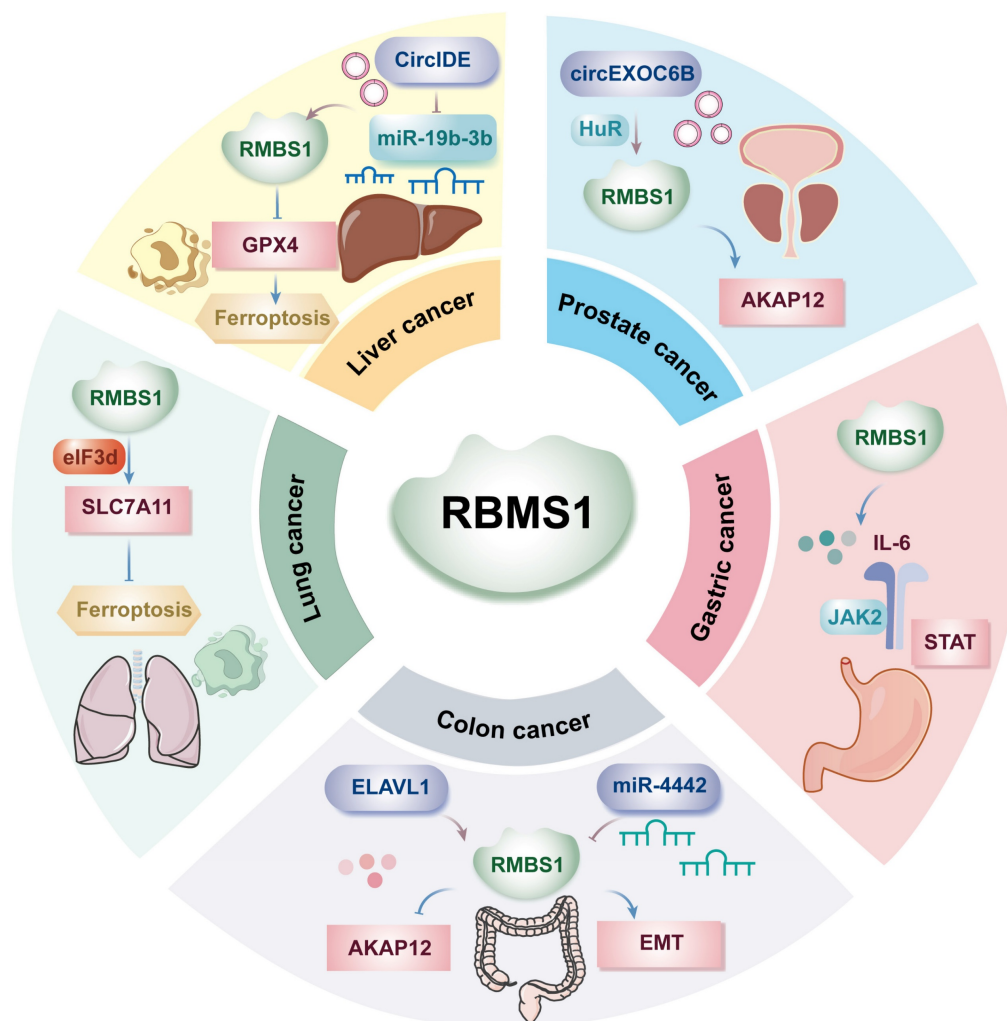 CircIDE
miR-19b-3b
RMBS1
GPX4
Ferroptosis
Liver cancer
circEXOC6B
HuR
RMBS1
AKAP12
Prostate cancer
RMBS1
eIF3d
SLC7A11
Ferroptosis
Lung cancer
RBMS1
RMBS1
IL-6
JAK2
STAT
Gastric cancer
Colon cancer
ELAVL1
miR-4442
RMBS1
AKAP12
EMT